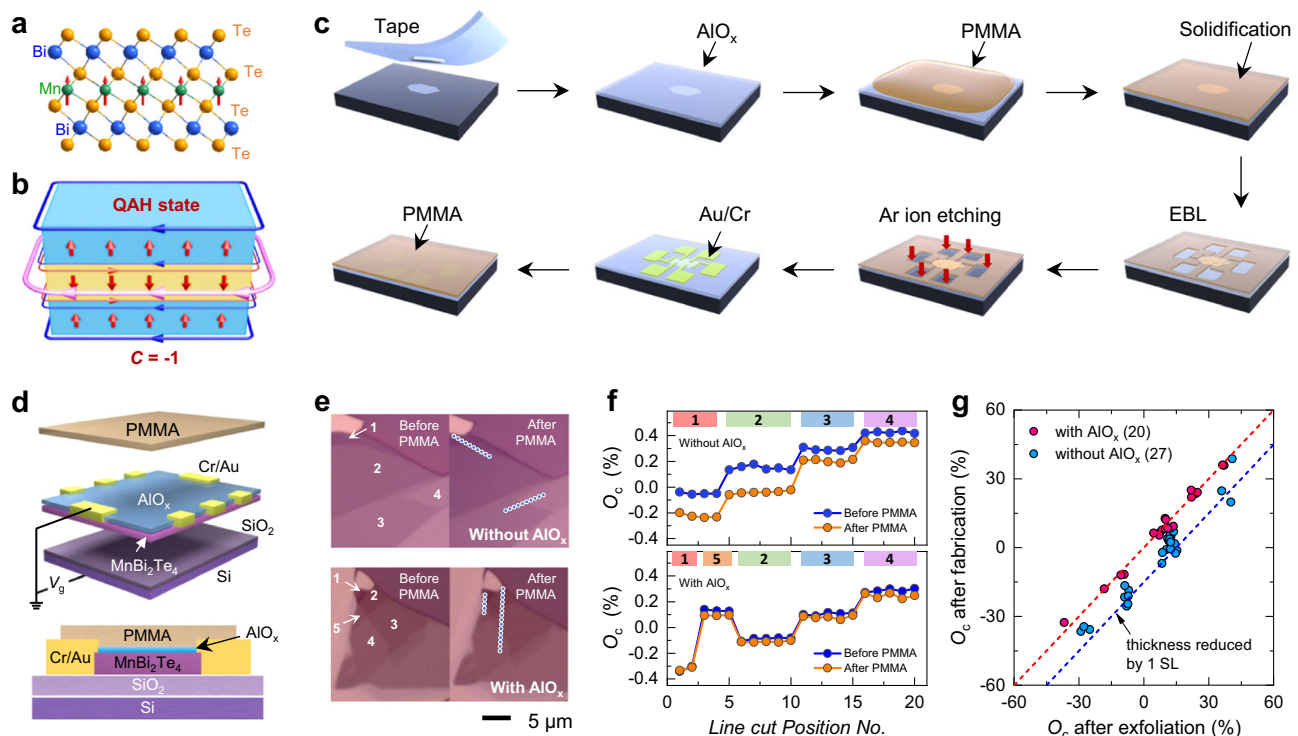 a
Te
Bi
Te
Mn
Te
Bi
Te
b
QAH state
C = -1
c
Tape
AlOx
PMMA
Solidification
PMMA
Au/Cr
Ar ion etching
EBL
d
PMMA
Cr/Au
AlOx
SiO2
MnBi2Te4
Si
Vg
PMMA
AlOx
Cr/Au
MnBi2Te4
SiO2
Si
e
1
Before
PMMA
After
PMMA
2
4
3
Without AlOx
1
Before
PMMA
After
PMMA
2
5
3
4
With AlOx
5 μm
f
1 2 3 4
Without AlOx
0.4
0.2
0.0
-0.2
-0.4
Oc (%)
Before PMMA
After PMMA
1 5 2 3 4
With AlOx
0.4
0.2
0.0
-0.2
-0.4
Oc (%)
Before PMMA
After PMMA
0 5 10 15 20
Line cut Position No.
g
60
30
0
-30
-60
Oc after fabrication (%)
with AlOx (20)
without AlOx (27)
thickness reduced
by 1 SL
-60 -30 0 30 60
Oc after exfoliation (%)